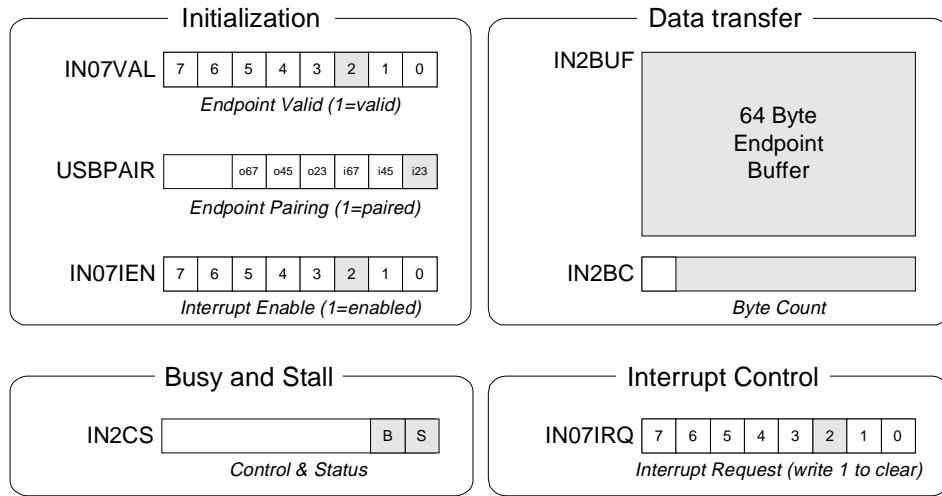 Initialization
IN07VAL 7 6 5 4 3 2 1 0
Endpoint Valid (1=valid)
USBPAIR o67 o45 o23 i67 i45 i23
Endpoint Pairing (1=paired)
IN07IEN 7 6 5 4 3 2 1 0
Interrupt Enable (1=enabled)
Data transfer
IN2BUF
64 Byte
Endpoint
Buffer
IN2BC
Byte Count
Busy and Stall
IN2CS B S
Control & Status
Interrupt Control
IN07IRQ 7 6 5 4 3 2 1 0
Interrupt Request (write 1 to clear)